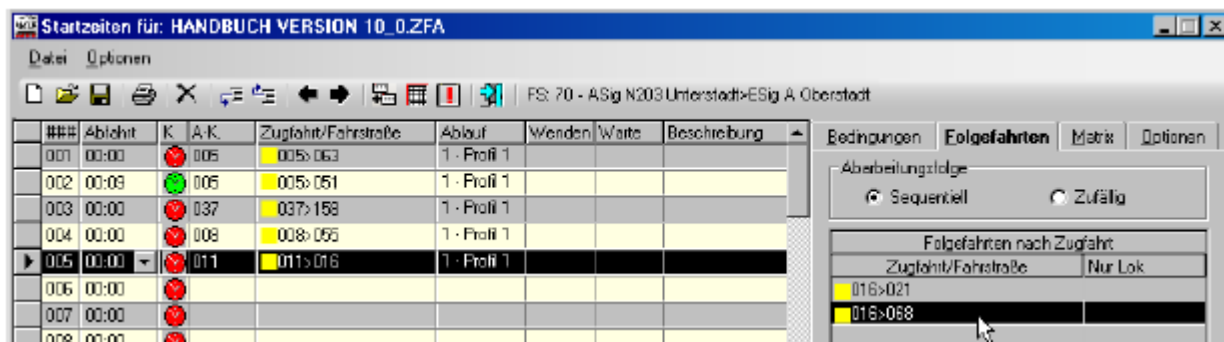 Startzeiten für: HANDBUCH VERSION 10_0.ZFA
Datei Optionen
FS: 70 - ASig N203 Unterstadt>ESig A Oberstadt
### Abfahrt K A-K. Zugfahrt/Fahrstraße Ablauf Wenden Warte Beschreibung
001 00:00 005 005>063 1 - Profil 1
002 00:09 005 005>051 1 - Profil 1
003 00:00 037 037>158 1 - Profil 1
004 00:00 008 008>055 1 - Profil 1
005 00:00 011 011>016 1 - Profil 1
006 00:00
007 00:00
008 00:00
Bedingungen Folgefahrten Matrix Optionen
Abarbeitungsfolge
Sequentiell Zufällig
Folgefahrten nach Zugfahrt
Zugfahrt/Fahrstraße Nur Lok
016>021
016>068